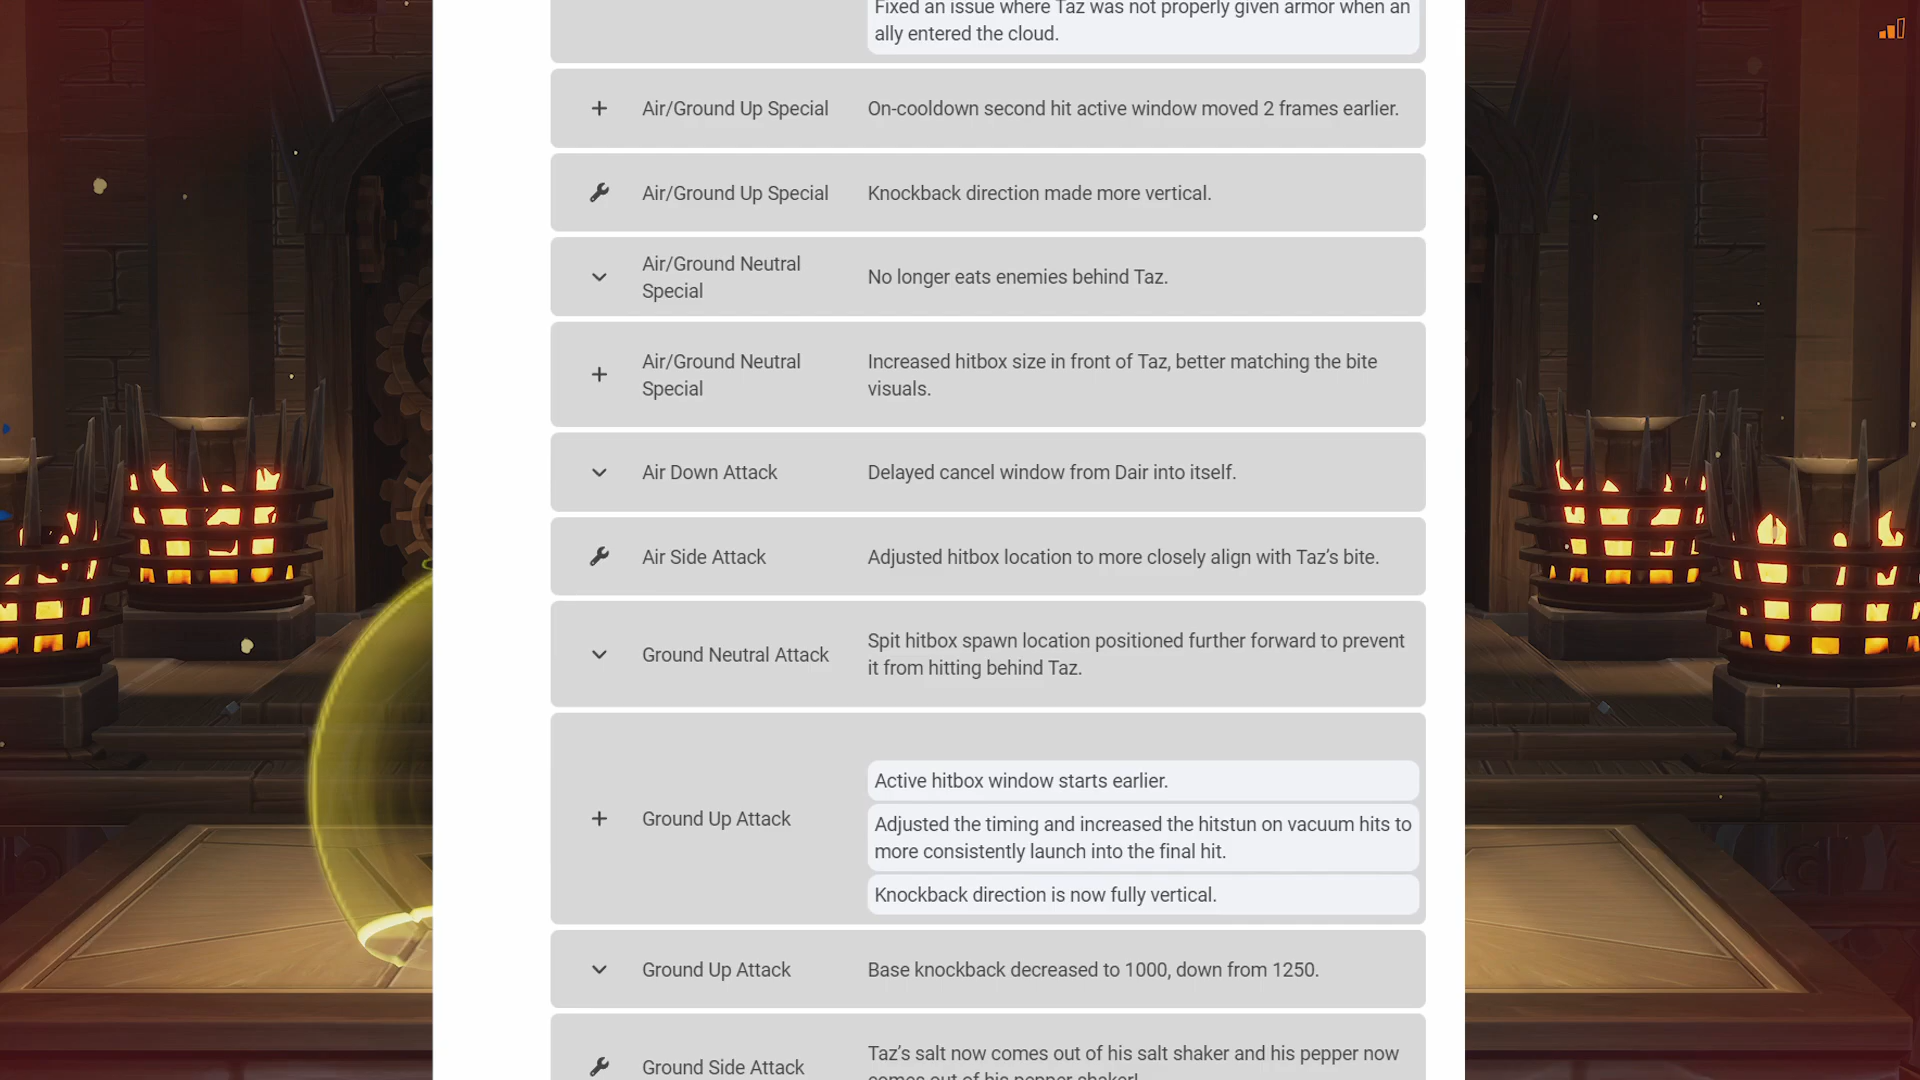 Fixed an issue where Taz was not properly given armor when an
ally entered the cloud.
Air/Ground Up Special
On-cooldown second hit active window moved 2 frames earlier.
Air/Ground Up Special
Knockback direction made more vertical.
Air/Ground Neutral
Special
No longer eats enemies behind Taz.
Air/Ground Neutral
Special
Increased hitbox size in front of Taz, better matching the bite
visuals.
Air Down Attack
Delayed cancel window from Dair into itself.
Air Side Attack
Adjusted hitbox location to more closely align with Taz’s bite.
Ground Neutral Attack
Spit hitbox spawn location positioned further forward to prevent
it from hitting behind Taz.
Ground Up Attack
Active hitbox window starts earlier.
Adjusted the timing and increased the hitstun on vacuum hits to
more consistently launch into the final hit.
Knockback direction is now fully vertical.
Ground Up Attack
Base knockback decreased to 1000, down from 1250.
Ground Side Attack
Taz’s salt now comes out of his salt shaker and his pepper now
comes out of his pepper shaker!